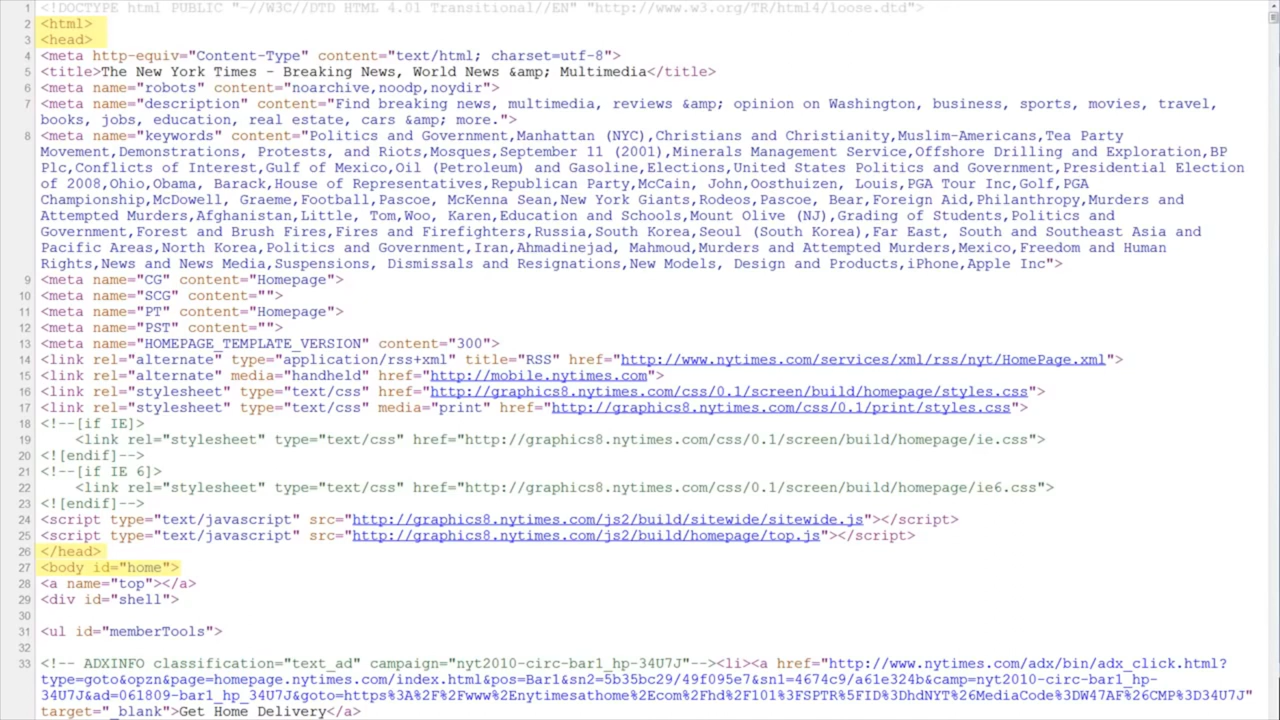 1 <!DOCTYPE html PUBLIC "-//W3C//DTD HTML 4.01 Transitional//EN" "http://www.w3.org/TR/html4/loose.dtd">
2 <html>
3 <head>
4 <meta http-equiv="Content-Type" content="text/html; charset=utf-8">
5 <title>The New York Times - Breaking News, World News &amp; Multimedia</title>
6 <meta name="robots" content="noarchive,noodp,noydir">
7 <meta name="description" content="Find breaking news, multimedia, reviews &amp; opinion on Washington, business, sports, movies, travel,
books, jobs, education, real estate, cars &amp; more.">
8 <meta name="keywords" content="Politics and Government,Manhattan (NYC),Christians and Christianity,Muslim-Americans,Tea Party
Movement,Demonstrations, Protests, and Riots,Mosques,September 11 (2001),Minerals Management Service,Offshore Drilling and Exploration,BP
Plc,Conflicts of Interest,Gulf of Mexico,Oil (Petroleum) and Gasoline,Elections,United States Politics and Government,Presidential Election
of 2008,Ohio,Obama, Barack,House of Representatives,Republican Party,McCain, John,Oosthuizen, Louis,PGA Tour Inc,Golf,PGA
Championship,McDowell, Graeme,Football,Pascoe, McKenna Sean,New York Giants,Rodeos,Pascoe, Bear,Foreign Aid,Philanthropy,Murders and
Attempted Murders,Afghanistan,Little, Tom,Woo, Karen,Education and Schools,Mount Olive (NJ),Grading of Students,Politics and
Government,Forest and Brush Fires,Fires and Firefighters,Russia,South Korea,Seoul (South Korea),Far East, South and Southeast Asia and
Pacific Areas,North Korea,Politics and Government,Iran,Ahmadinejad, Mahmoud,Murders and Attempted Murders,Mexico,Freedom and Human
Rights,News and News Media,Suspensions, Dismissals and Resignations,New Models, Design and Products,iPhone,Apple Inc">
9 <meta name="CG" content="Homepage">
10 <meta name="SCG" content="">
11 <meta name="PT" content="Homepage">
12 <meta name="PST" content="">
13 <meta name="HOMEPAGE_TEMPLATE_VERSION" content="300">
14 <link rel="alternate" type="application/rss+xml" title="RSS" href="http://www.nytimes.com/services/xml/rss/nyt/HomePage.xml">
15 <link rel="alternate" media="handheld" href="http://mobile.nytimes.com">
16 <link rel="stylesheet" type="text/css" href="http://graphics8.nytimes.com/css/0.1/screen/build/homepage/styles.css">
17 <link rel="stylesheet" type="text/css" media="print" href="http://graphics8.nytimes.com/css/0.1/print/styles.css">
18 <!--[if IE]>
19 <link rel="stylesheet" type="text/css" href="http://graphics8.nytimes.com/css/0.1/screen/build/homepage/ie.css">
20 <![endif]-->
21 <!--[if IE 6]>
22 <link rel="stylesheet" type="text/css" href="http://graphics8.nytimes.com/css/0.1/screen/build/homepage/ie6.css">
23 <![endif]-->
24 <script type="text/javascript" src="http://graphics8.nytimes.com/js2/build/sitewide/sitewide.js"></script>
25 <script type="text/javascript" src="http://graphics8.nytimes.com/js2/build/homepage/top.js"></script>
26 </head>
27 <body id="home">
28 <a name="top"></a>
29 <div id="shell">
30
31 <ul id="memberTools">
32
33 <!-- ADXINFO classification="text_ad" campaign="nyt2010-circ-bar1_hp-34U7J"--><li><a href="http://www.nytimes.com/adx/bin/adx_click.html?
type=goto&opzn&page=homepage.nytimes.com/index.html&pos=Bar1&sn2=5b35bc29/49f095e7&sn1=4674c9/a61e324b&camp=nyt2010-circ-bar1_hp-
34U7J&ad=061809-bar1_hp_34U7J&goto=https%3A%2F%2Fwww%2Enytimesathome%2Ecom%2Fhd%2F101%3FSPTR%5FID%3DhdNYT%26MediaCode%3DW47AF%26CMP%3D34U7J"
target="_blank">Get Home Delivery</a>